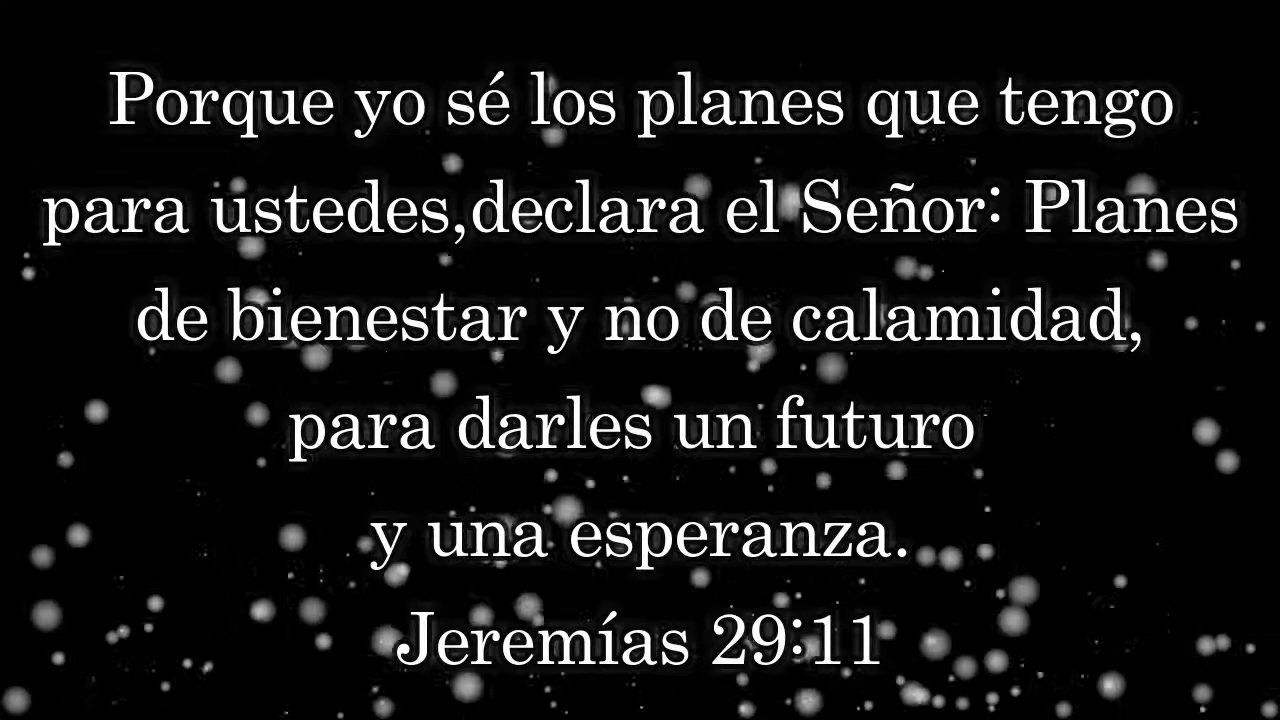 Porque yo sé los planes que tengo
para ustedes,declara el Señor: Planes
de bienestar y no de calamidad,
para darles un futuro
y una esperanza.
Jeremías 29:11